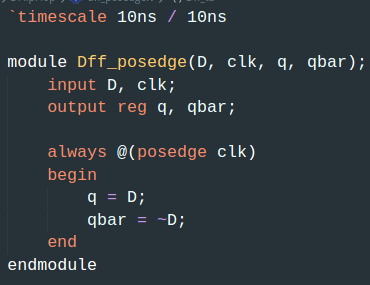 `timescale 10ns / 10ns
module Dff_posedge(D, clk, q, qbar);
input D, clk;
output reg q, qbar;
always @(posedge clk)
begin
q = D;
qbar = ~D;
end
endmodule